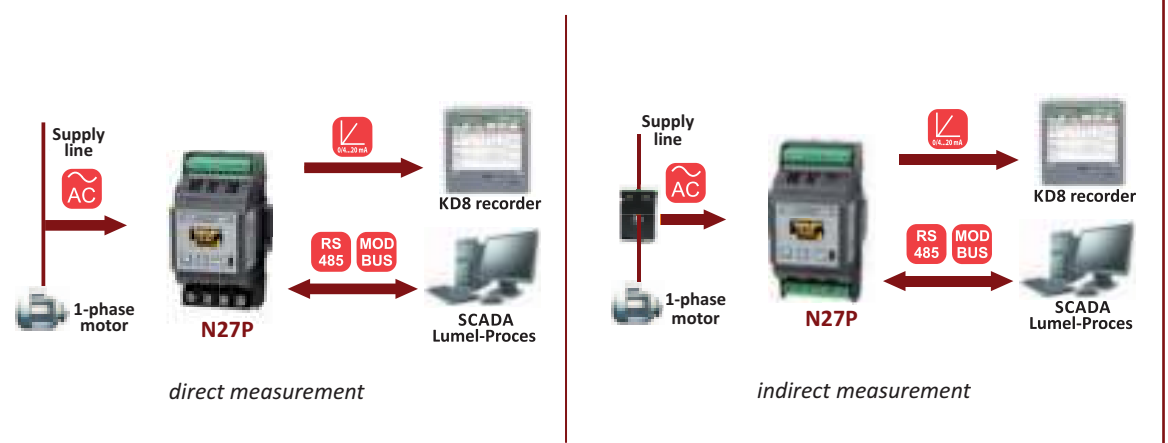 Supply
line
AC
0/4...20 mA
KD8 recorder
RS
485
MOD
BUS
1-phase
motor
N27P
SCADA
Lumel-Proces
direct measurement
Supply
line
AC
0/4...20 mA
KD8 recorder
RS
485
MOD
BUS
1-phase
motor
N27P
SCADA
Lumel-Proces
indirect measurement